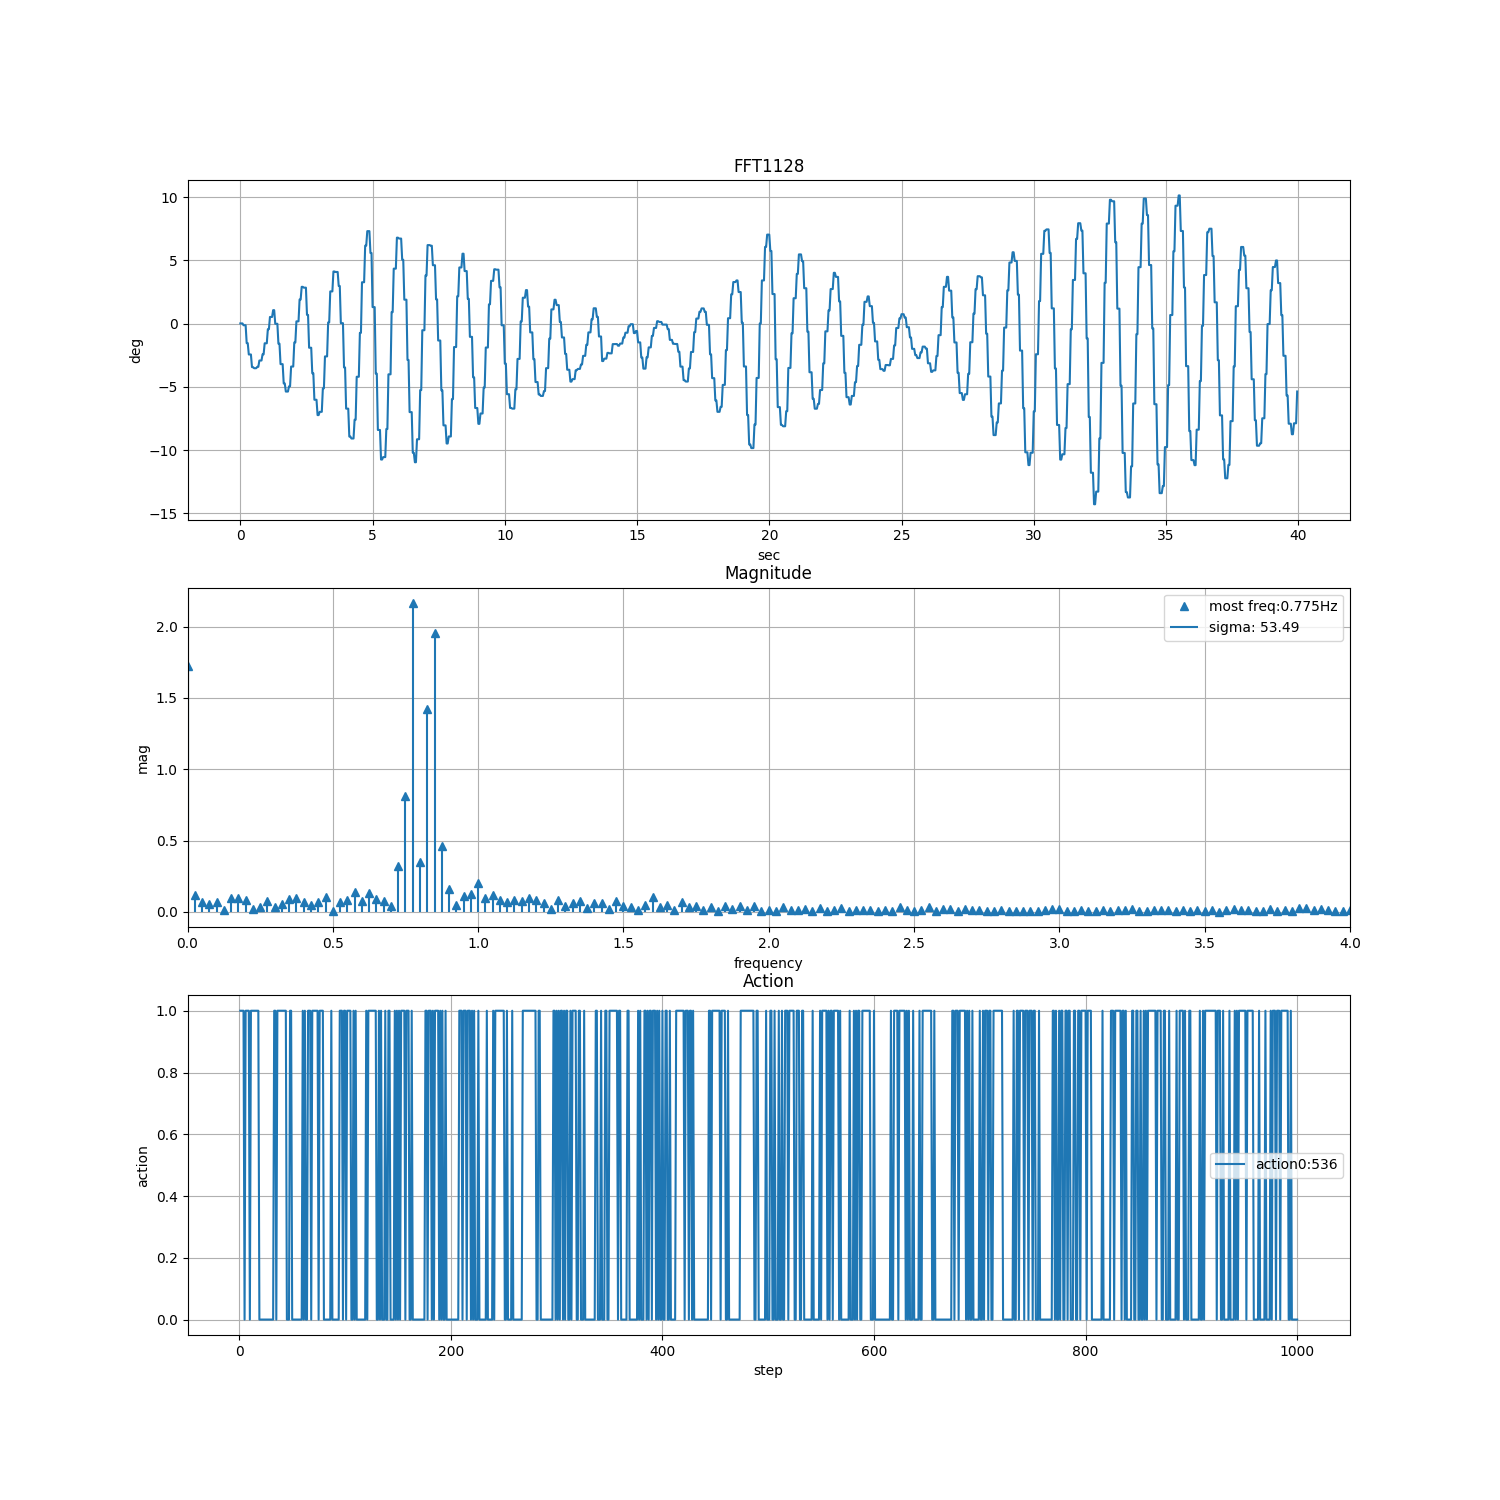 FFT1128
10
5
0
−5
−10
−15
deg
0 5 10 15 20 25 30 35 40
sec
Magnitude
most freq:0.775Hz
sigma: 53.49
2.0
1.5
1.0
0.5
0.0
mag
0.0 0.5 1.0 1.5 2.0 2.5 3.0 3.5 4.0
frequency
Action
1.0
0.8
0.6
0.4
0.2
0.0
action
action0:536
0 200 400 600 800 1000
step